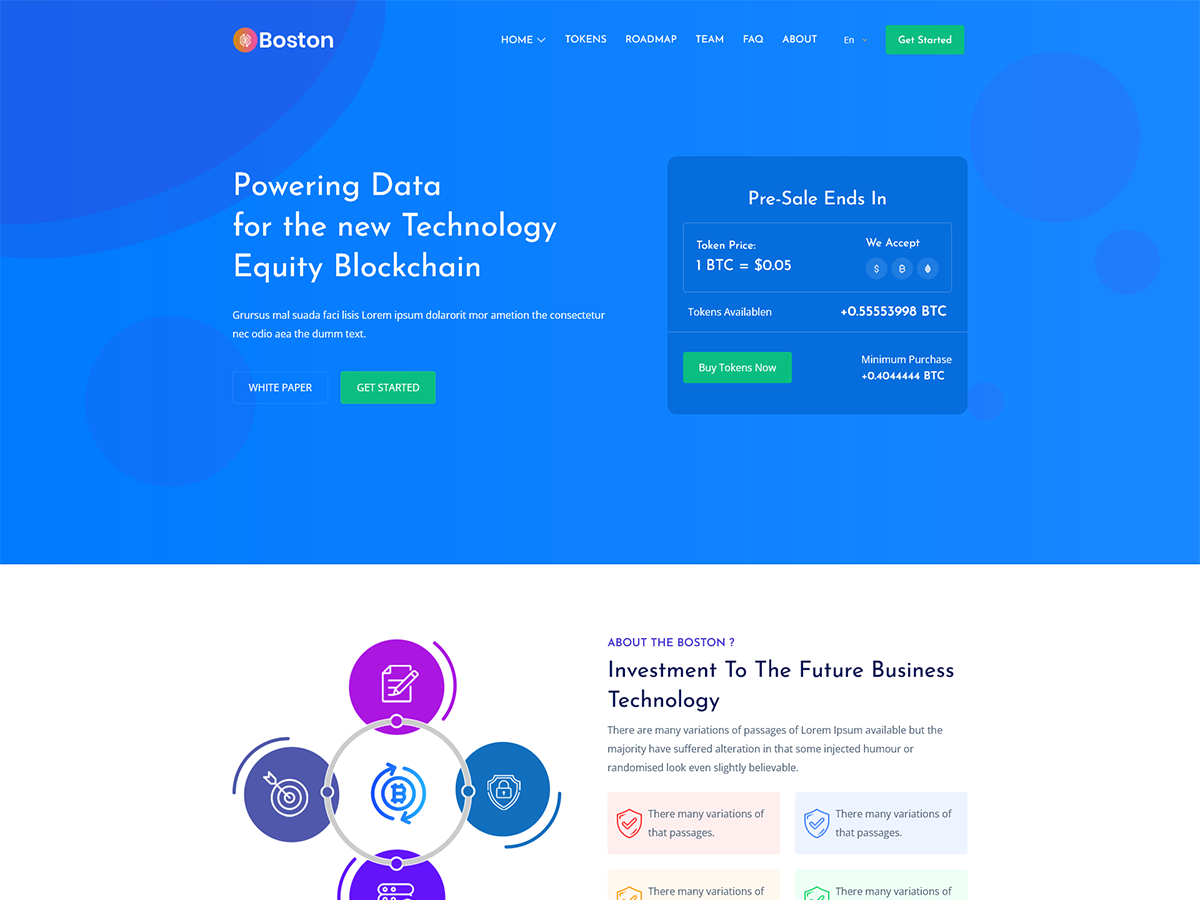 Boston
HOME
TOKENS
ROADMAP
TEAM
FAQ
ABOUT
En
Get Started
Powering Data
for the new Technology
Equity Blockchain
Grursus mal suada faci lisis Lorem ipsum dolarorit mor ametion the consectetur
nec odio aea the dumm text.
WHITE PAPER
GET STARTED
Pre-Sale Ends In
Token Price:
1 BTC = $0.05
We Accept
Tokens Availablen
+0.55553998 BTC
Buy Tokens Now
Minimum Purchase
+0.4044444 BTC
ABOUT THE BOSTON ?
Investment To The Future Business
Technology
There are many variations of passages of Lorem Ipsum available but the
majority have suffered alteration in that some injected humour or
randomised look even slightly believable.
There many variations of
that passages.
There many variations of
that passages.
There many variations of
There many variations of